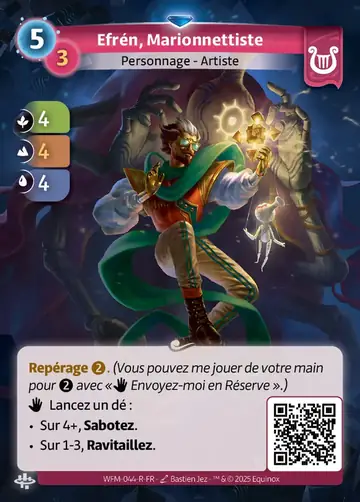 5
Efrén, Marionnettiste
3
Personnage - Artiste
4
4
4
Repérage 2. (Vous pouvez me jouer de votre main
pour 2 avec « Envoyez-moi en Réserve ».)
Lancez un dé :
• Sur 4+, Sabotez.
• Sur 1-3, Ravitaillez.
WFM-044-R-FR - Bastien Jez - ™ & © 2025 Equinox